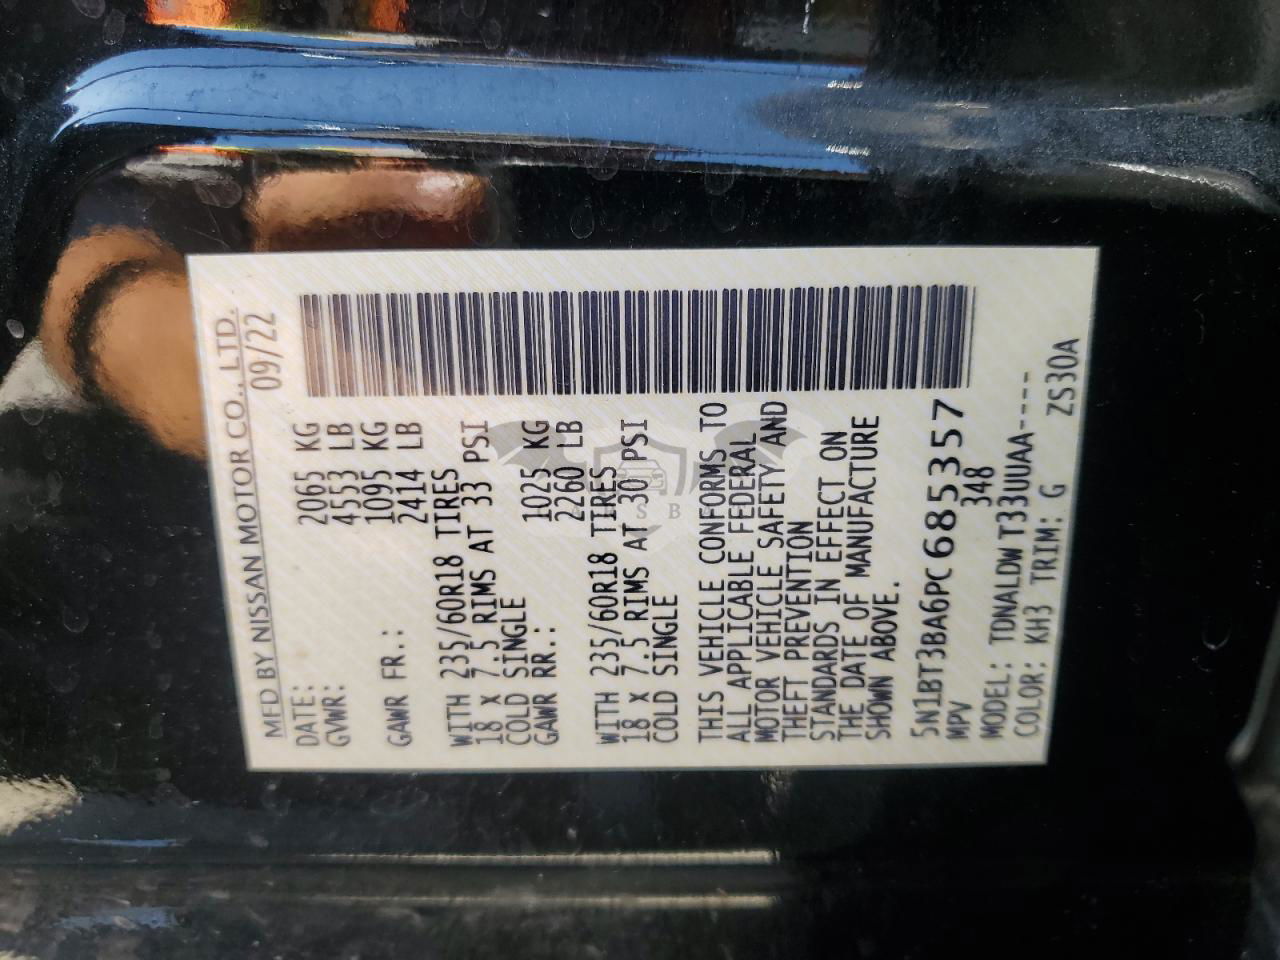 MFD BY NISSAN MOTOR CO., LTD.
DATE: 09/22
GVWR: 2065 KG
4553 LB
GAWR FR.: 1095 KG
2414 LB
WITH 235/60R18 TIRES
18 x 7.5 RIMS AT 33 PSI
COLD SINGLE
GAWR RR.: 1025 KG
2260 LB
WITH 235/60R18 TIRES
18 x 7.5 RIMS AT 30 PSI
COLD SINGLE
THIS VEHICLE CONFORMS TO
ALL APPLICABLE FEDERAL
MOTOR VEHICLE SAFETY AND
THEFT PREVENTION
STANDARDS IN EFFECT ON
THE DATE OF MANUFACTURE
SHOWN ABOVE.
5N1BT3BA6PC685357
MPV 348
MODEL: TDNALDWT33UUAA----
COLOR: KH3 TRIM: G ZS30A